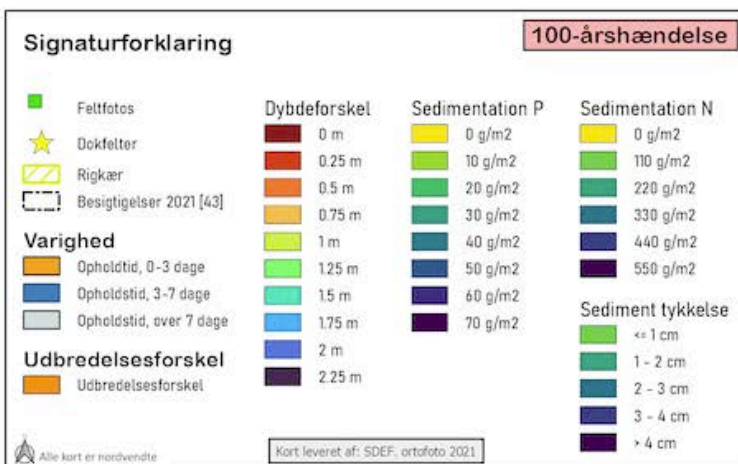 Signaturforklaring
100-årshændelse
Feltfotos
Dokfelter
Rigkær
Besigtigelser 2021 [43]
Varighed
Opholdtid, 0-3 dage
Opholdstid, 3-7 dage
Opholdstid, over 7 dage
Udbredelsesforskel
Udbredelsesforskel
Dybdeforskel
0 m
0.25 m
0.5 m
0.75 m
1 m
1.25 m
1.5 m
1.75 m
2 m
2.25 m
Sedimentation P
0 g/m2
10 g/m2
20 g/m2
30 g/m2
40 g/m2
50 g/m2
60 g/m2
70 g/m2
Sedimentation N
0 g/m2
110 g/m2
220 g/m2
330 g/m2
440 g/m2
550 g/m2
Sediment tykkelse
<= 1 cm
1 - 2 cm
2 - 3 cm
3 - 4 cm
> 4 cm
Alle kort er nordvendte
Kort leveret af: SDEF, ortofoto 2021